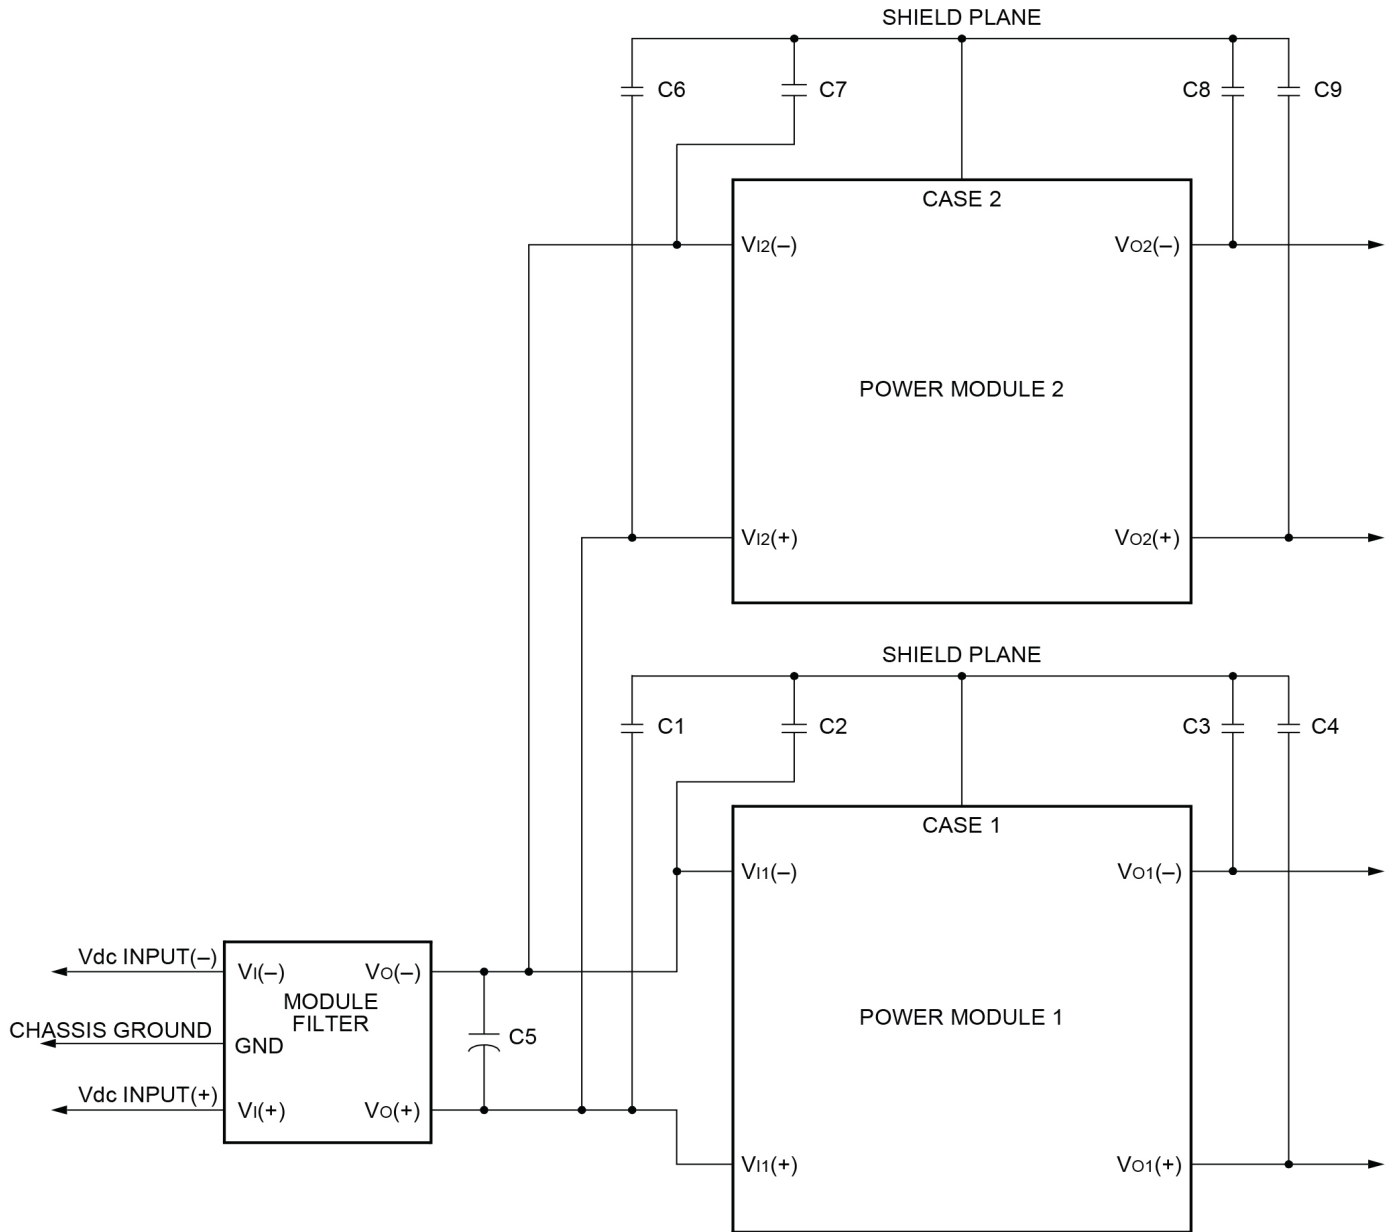 SHIELD PLANE
C6
C7
C8
C9
CASE 2
VI2(–)
VO2(–)
POWER MODULE 2
VI2(+)
VO2(+)
SHIELD PLANE
C1
C2
C3
C4
CASE 1
VI1(–)
VO1(–)
Vdc INPUT(–)
VI(–)
VO(–)
MODULE
FILTER
CHASSIS GROUND
GND
C5
POWER MODULE 1
Vdc INPUT(+)
VI(+)
VO(+)
VI1(+)
VO1(+)